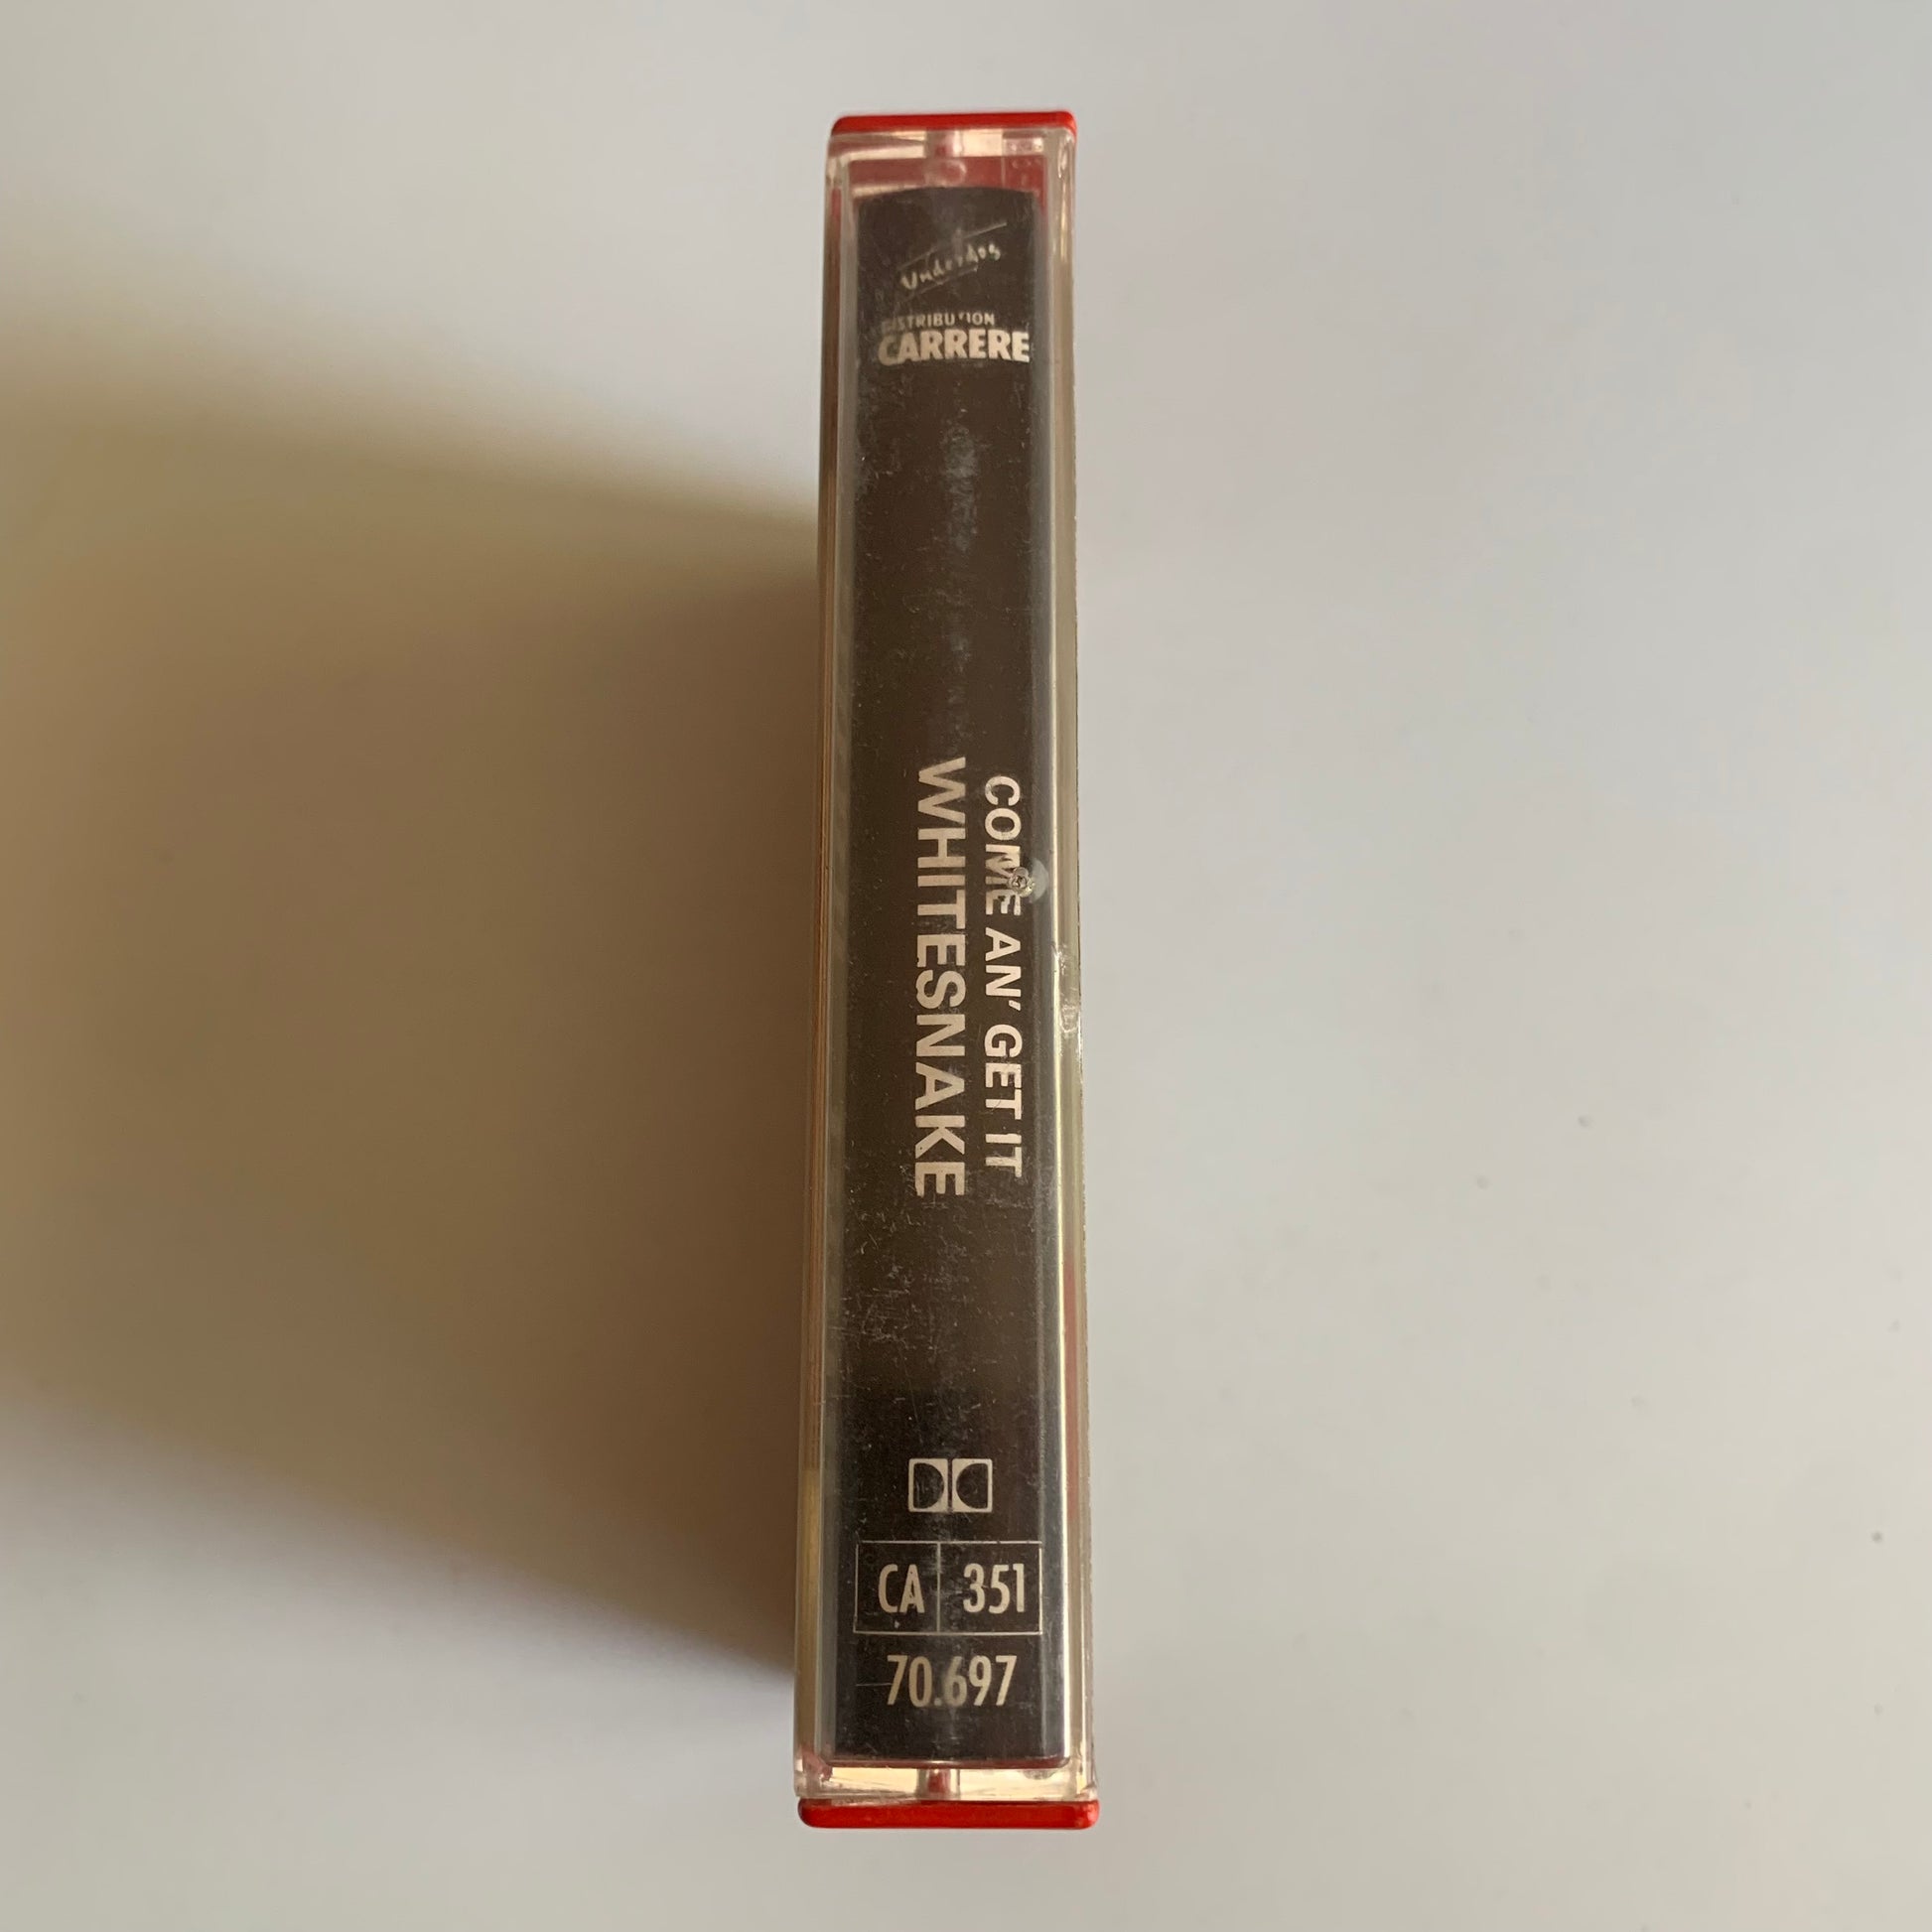 Underdog
DISTRIBUTION
CARRERE
COME AN' GET IT
WHITESNAKE
CA 351
70.697